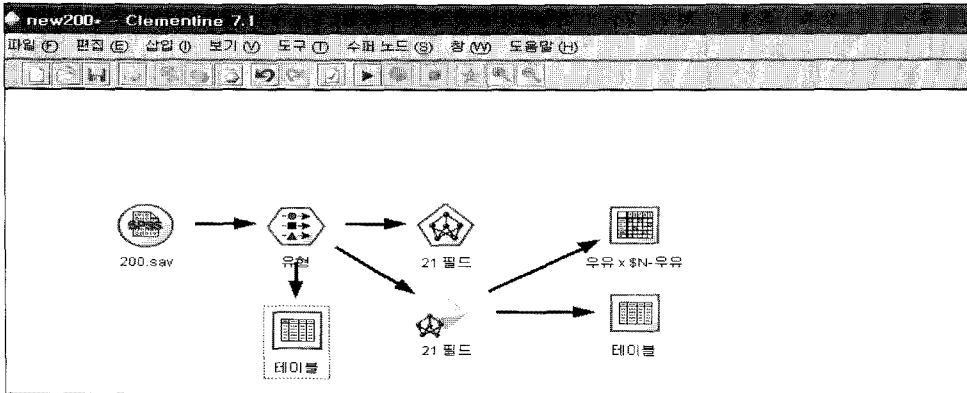 new200* - Clementine 7.1
파일 (F) 편집 (E) 삽입 (I) 보기 (V) 도구 (T) 수퍼 노드 (S) 창 (W) 도움말 (H)
SPSS
200.sav
유형
21 필드
우유 x $N-우유
테이블
21 필드
테이블